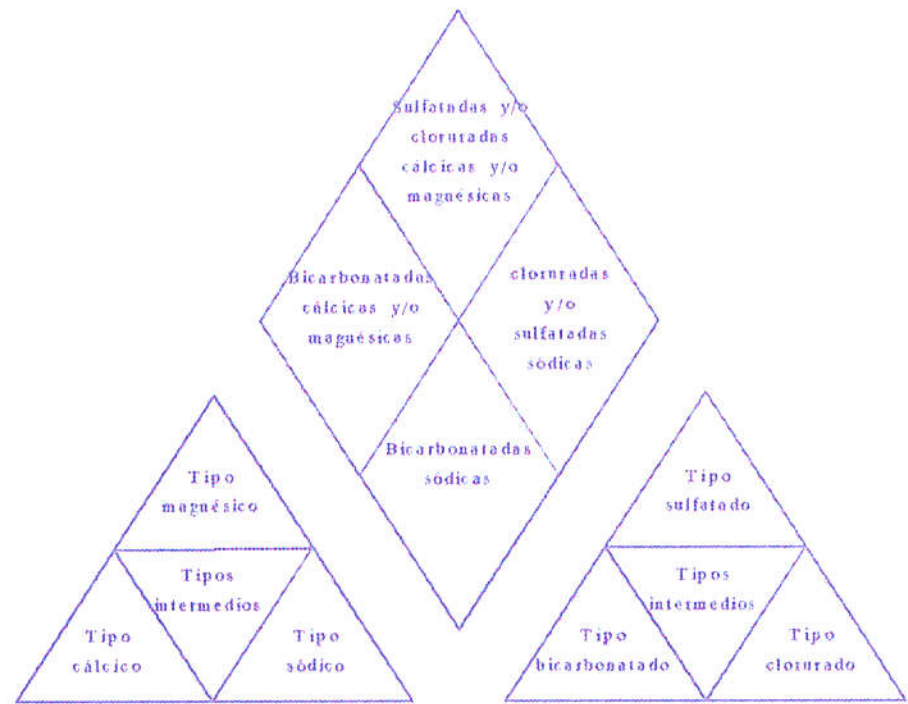 Sulfatadas y/o
cloruradas
cálcicas y/o
magnésicas
Bicarbonatadas
cálcicas y/o
magnésicas
cloruradas
y/o
sulfatadas
sódicas
Bicarbonatadas
sódicas
Tipo
magnésico
Tipos
intermedios
Tipo
cálcico
Tipo
sódico
Tipo
sulfatado
Tipos
intermedios
Tipo
bicarbonatado
Tipo
clorurado